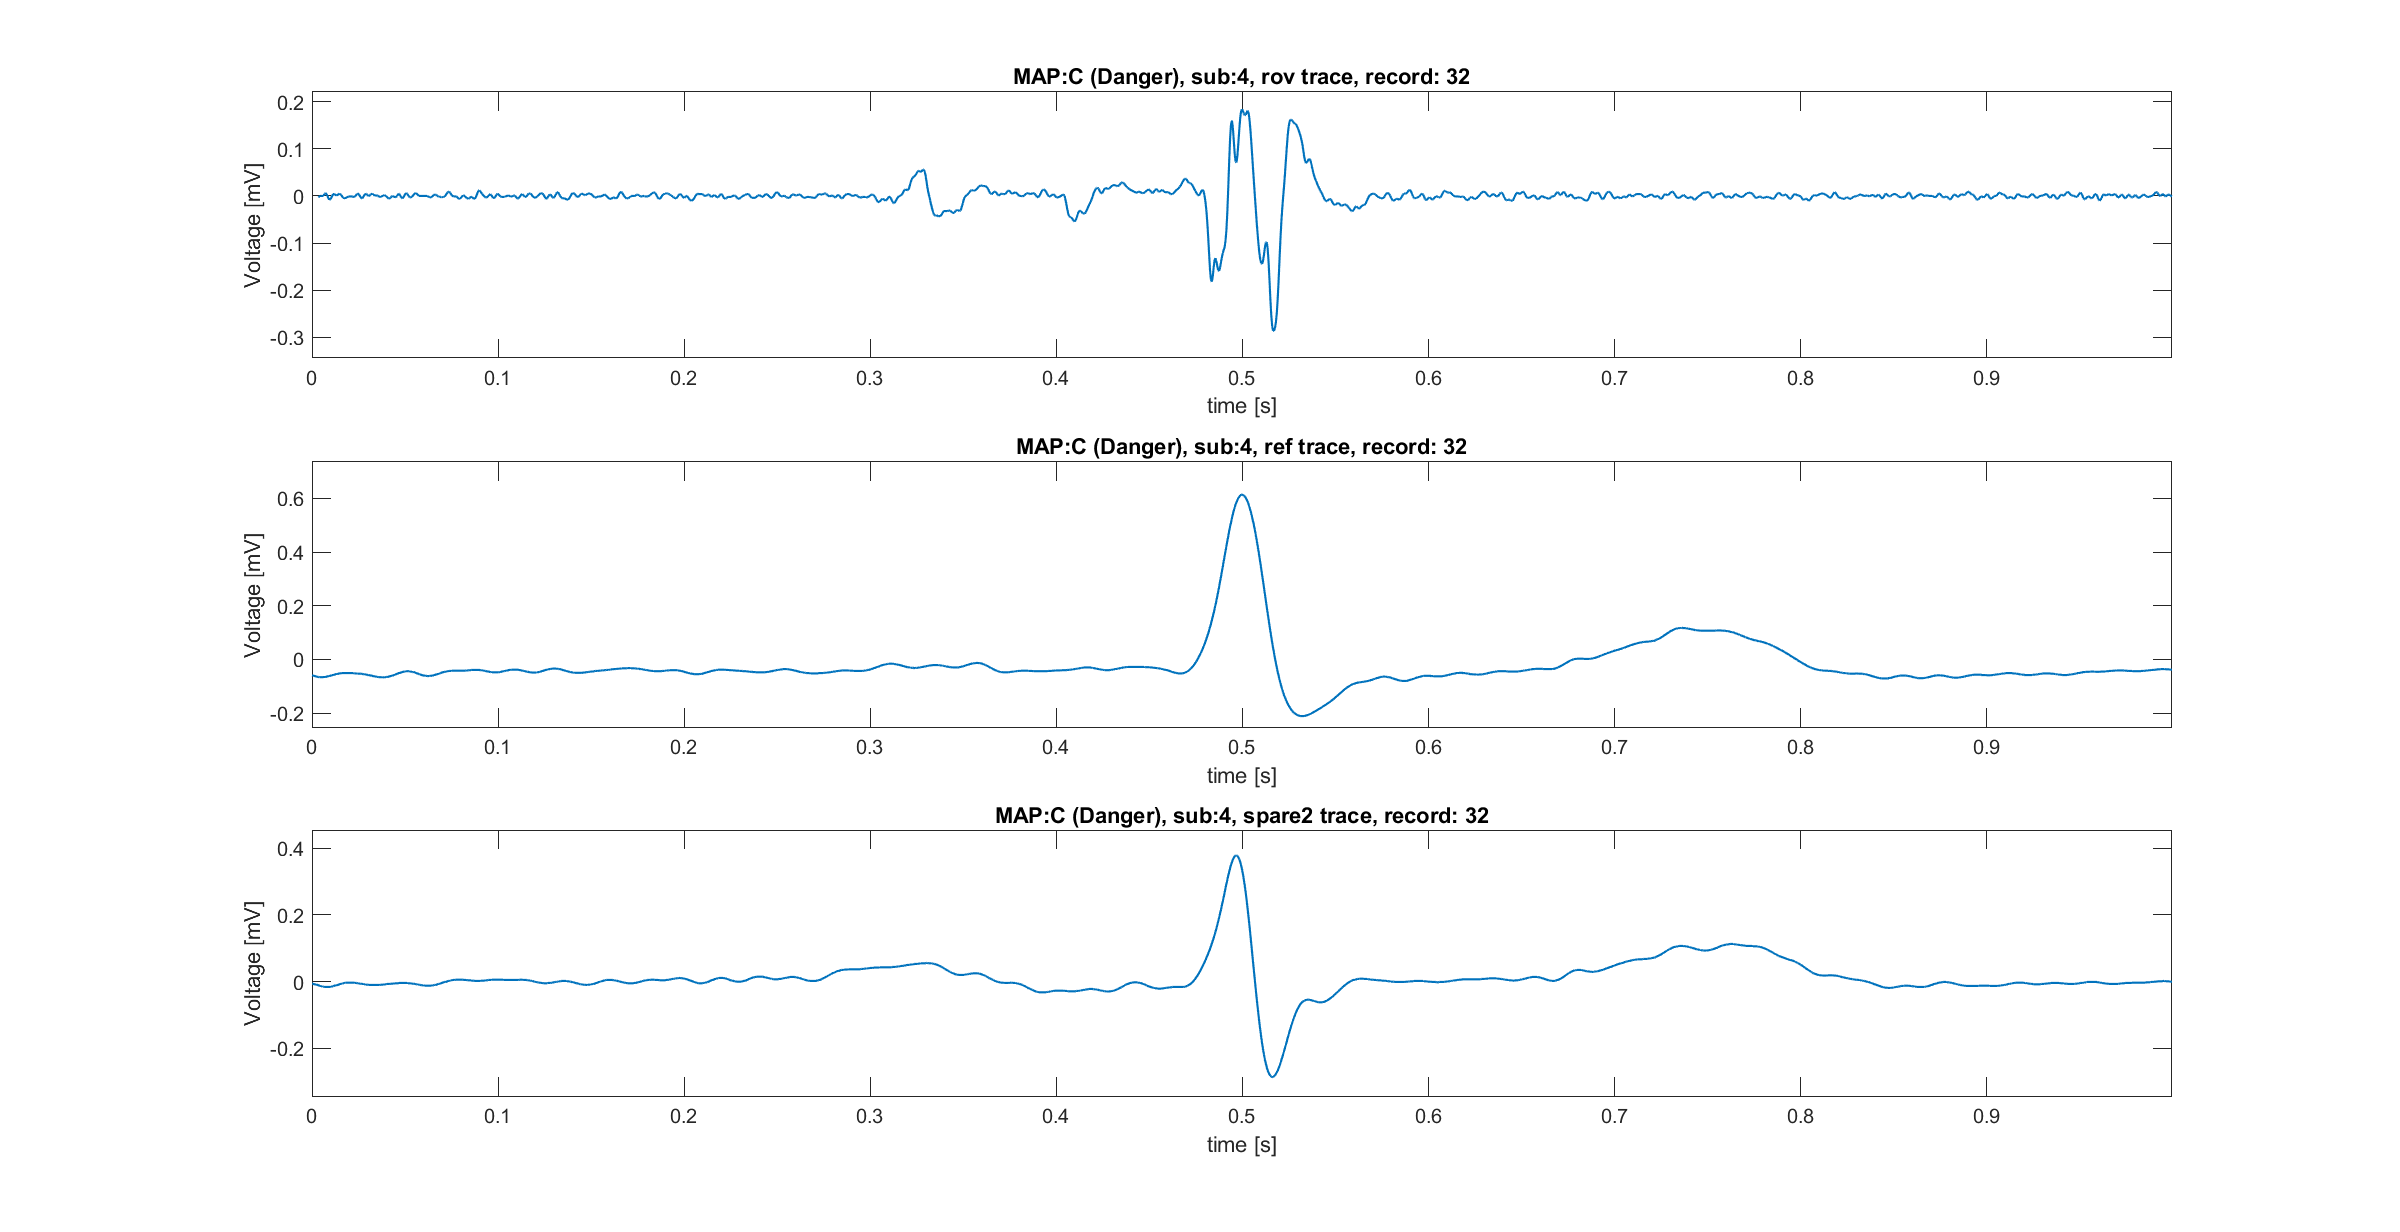 MAP:C (Danger), sub:4, rov trace, record: 32
Voltage [mV]
0.2
0.1
0
-0.1
-0.2
-0.3
0 0.1 0.2 0.3 0.4 0.5 0.6 0.7 0.8 0.9
time [s]
MAP:C (Danger), sub:4, ref trace, record: 32
Voltage [mV]
0.6
0.4
0.2
0
-0.2
0 0.1 0.2 0.3 0.4 0.5 0.6 0.7 0.8 0.9
time [s]
MAP:C (Danger), sub:4, spare2 trace, record: 32
Voltage [mV]
0.4
0.2
0
-0.2
0 0.1 0.2 0.3 0.4 0.5 0.6 0.7 0.8 0.9
time [s]